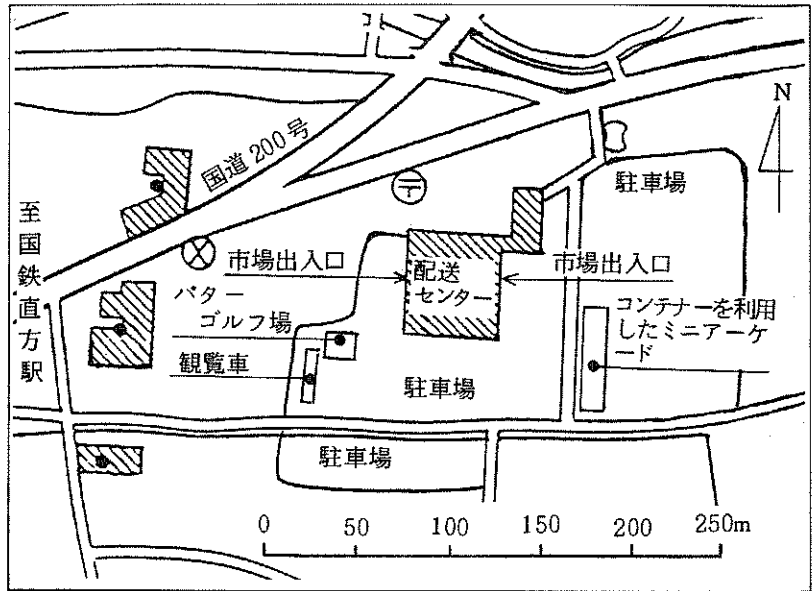 国道200号
N
〒
駐車場
至国鉄直方駅
市場出入口
配送
センター
市場出入口
パター
ゴルフ場
コンテナーを利用
したミニアーケ
ード
観覧車
駐車場
駐車場
0 50 100 150 200 250m